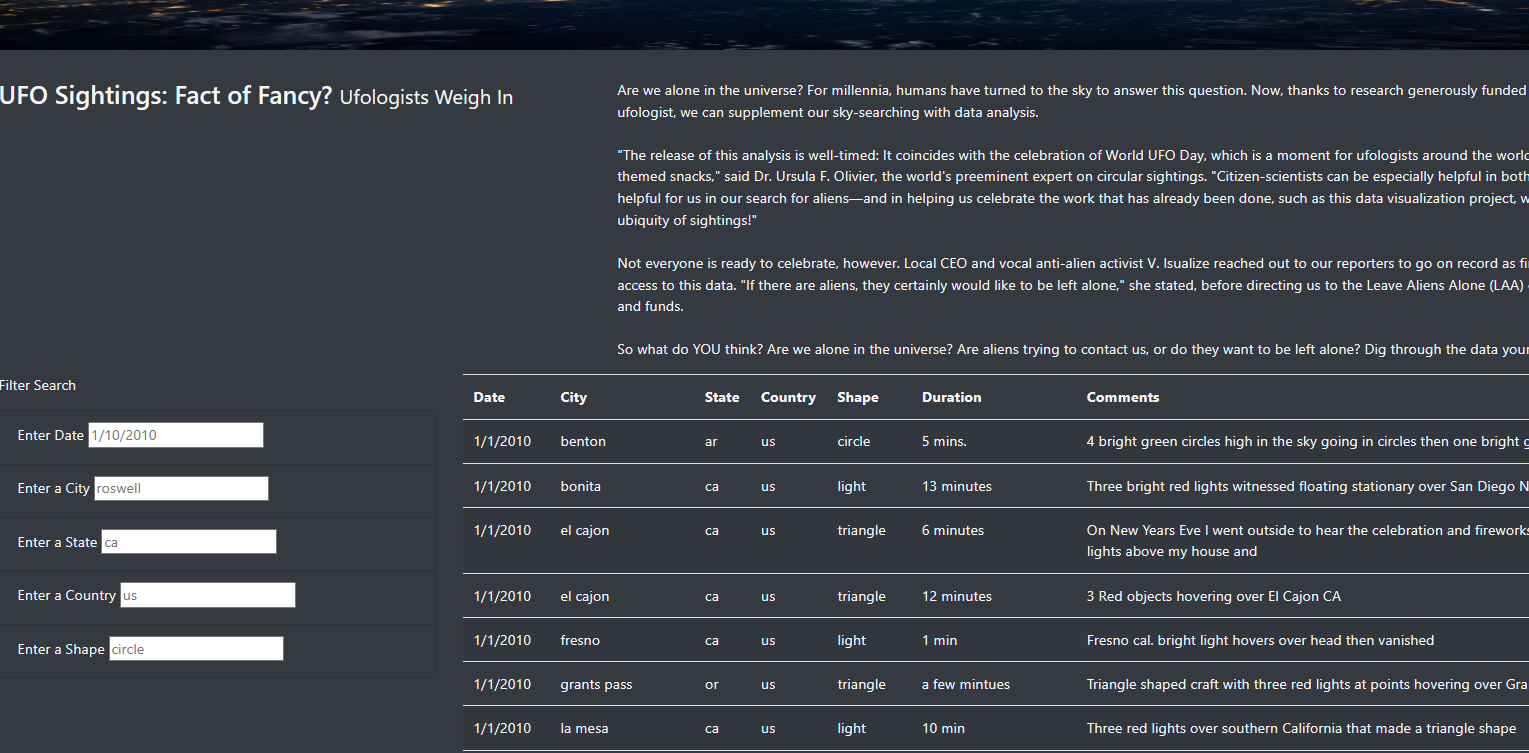 UFO Sightings: Fact of Fancy? Ufologists Weigh In
Are we alone in the universe? For millennia, humans have turned to the sky to answer this question. Now, thanks to research generously funded
ufologist, we can supplement our sky-searching with data analysis.
"The release of this analysis is well-timed: It coincides with the celebration of World UFO Day, which is a moment for ufologists around the world
themed snacks," said Dr. Ursula F. Olivier, the world's preeminent expert on circular sightings. "Citizen-scientists can be especially helpful in both
helpful for us in our search for aliens—and in helping us celebrate the work that has already been done, such as this data visualization project,
ubiquity of sightings!"
Not everyone is ready to celebrate, however. Local CEO and vocal anti-alien activist V. Isualize reached out to our reporters to go on record as
access to this data. "If there are aliens, they certainly would like to be left alone," she stated, before directing us to the Leave Aliens Alone (LAA)
and funds.
So what do YOU think? Are we alone in the universe? Are aliens trying to contact us, or do they want to be left alone? Dig through the data
Filter Search
Enter Date 1/10/2010
Enter a City roswell
Enter a State ca
Enter a Country us
Enter a Shape circle
Date City State Country Shape Duration Comments
1/1/2010 benton ar us circle 5 mins. 4 bright green circles high in the sky going in circles then one bright
1/1/2010 bonita ca us light 13 minutes Three bright red lights witnessed floating stationary over San Diego
1/1/2010 el cajon ca us triangle 6 minutes On New Years Eve I went outside to hear the celebration and fireworks
lights above my house and
1/1/2010 el cajon ca us triangle 12 minutes 3 Red objects hovering over El Cajon CA
1/1/2010 fresno ca us light 1 min Fresno cal. bright light hovers over head then vanished
1/1/2010 grants pass or us triangle a few mintues Triangle shaped craft with three red lights at points hovering over
1/1/2010 la mesa ca us light 10 min Three red lights over southern California that made a triangle shape